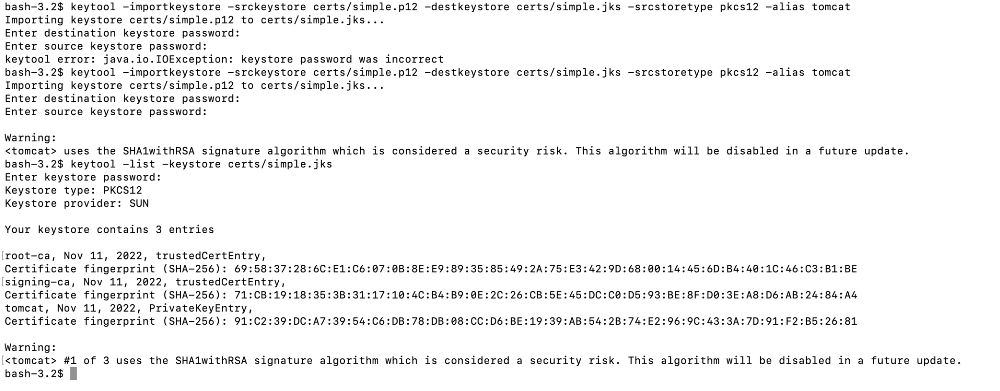 bash-3.2$ keytool -importkeystore -srckeystore certs/simple.p12 -destkeystore certs/simple.jks -srcstoretype pkcs12 -alias tomcat
Importing keystore certs/simple.p12 to certs/simple.jks...
Enter destination keystore password:
Enter source keystore password:
keytool error: java.io.IOException: keystore password was incorrect
bash-3.2$ keytool -importkeystore -srckeystore certs/simple.p12 -destkeystore certs/simple.jks -srcstoretype pkcs12 -alias tomcat
Importing keystore certs/simple.p12 to certs/simple.jks...
Enter destination keystore password:
Enter source keystore password:
Warning:
<tomcat> uses the SHA1withRSA signature algorithm which is considered a security risk. This algorithm will be disabled in a future update.
bash-3.2$ keytool -list -keystore certs/simple.jks
Enter keystore password:
Keystore type: PKCS12
Keystore provider: SUN
Your keystore contains 3 entries
[root-ca, Nov 11, 2022, trustedCertEntry,
Certificate fingerprint (SHA-256): 69:58:37:28:6C:E1:C6:07:0B:8E:E9:89:35:85:49:2A:75:E3:42:9D:68:00:14:45:6D:B4:40:1C:46:C3:B1:BE
[signing-ca, Nov 11, 2022, trustedCertEntry,
Certificate fingerprint (SHA-256): 71:CB:19:18:35:3B:31:17:10:4C:B4:B9:0E:2C:26:CB:5E:45:DC:C0:D5:93:BE:8F:D0:3E:A8:D6:AB:24:84:A4
tomcat, Nov 11, 2022, PrivateKeyEntry,
Certificate fingerprint (SHA-256): 91:C2:39:DC:A7:39:54:C6:DB:78:DB:08:CC:D6:BE:19:39:AB:54:2B:74:E2:96:9C:43:3A:7D:91:F2:B5:26:81
Warning:
[<tomcat> #1 of 3 uses the SHA1withRSA signature algorithm which is considered a security risk. This algorithm will be disabled in a future update.
bash-3.2$